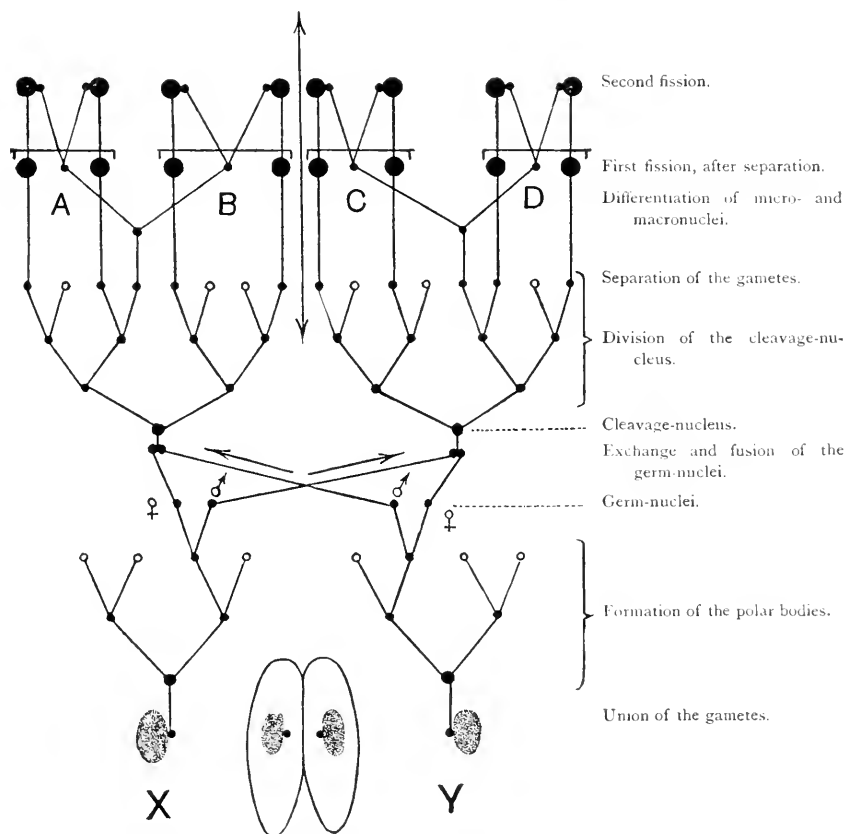 Second fission.
First fission, after separation.
A B C D
Differentiation of micro- and
macronuclei.
Separation of the gametes.
Division of the cleavage-nu-
cleus.
Cleavage-nucleus.
Exchange and fusion of the
germ-nuclei.
♂ ♂
♀ ♀
Germ-nuclei.
Formation of the polar bodies.
Union of the gametes.
X Y